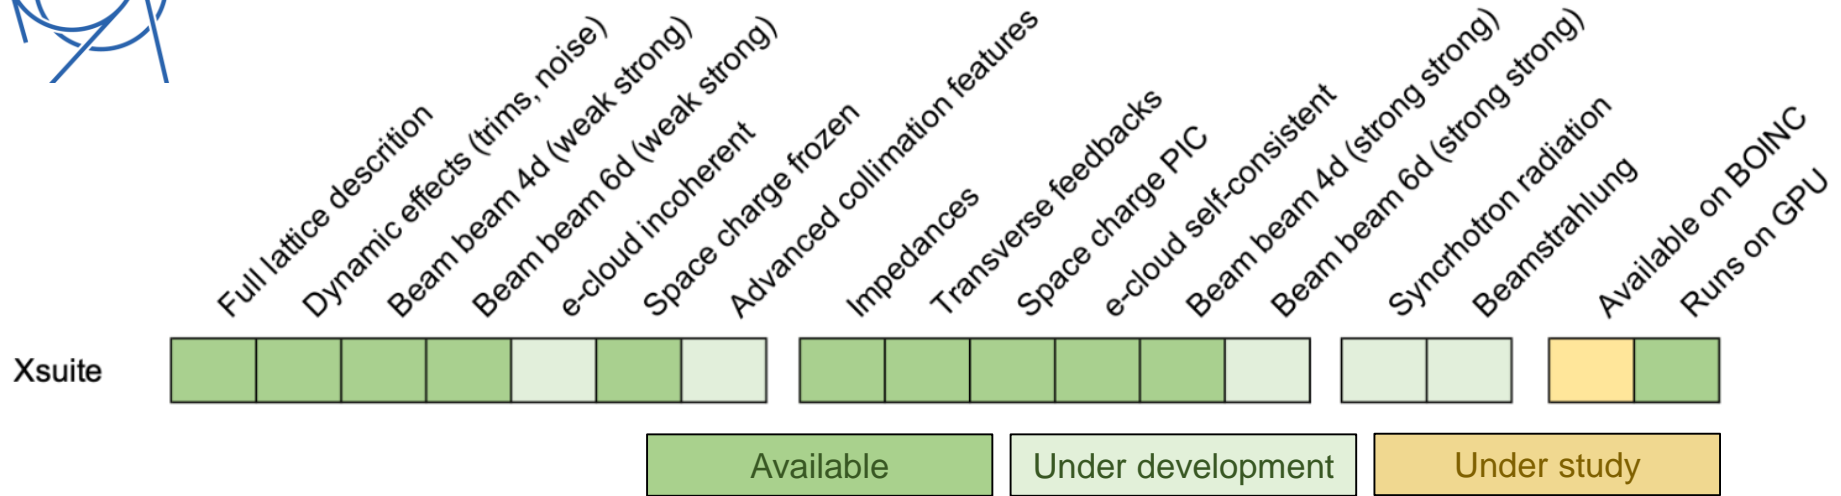 Full lattice descrition
Dynamic effects (trims, noise)
Beam beam 4d (weak strong)
Beam beam 6d (weak strong)
e-cloud incoherent
Space charge frozen
Advanced collimation features
Impedances
Transverse feedbacks
Space charge PIC
e-cloud self-consistent
Beam beam 4d (strong strong)
Beam beam 6d (strong strong)
Syncrhotron radiation
Beamstrahlung
Available on BOINC
Runs on GPU
Xsuite
Available
Under development
Under study